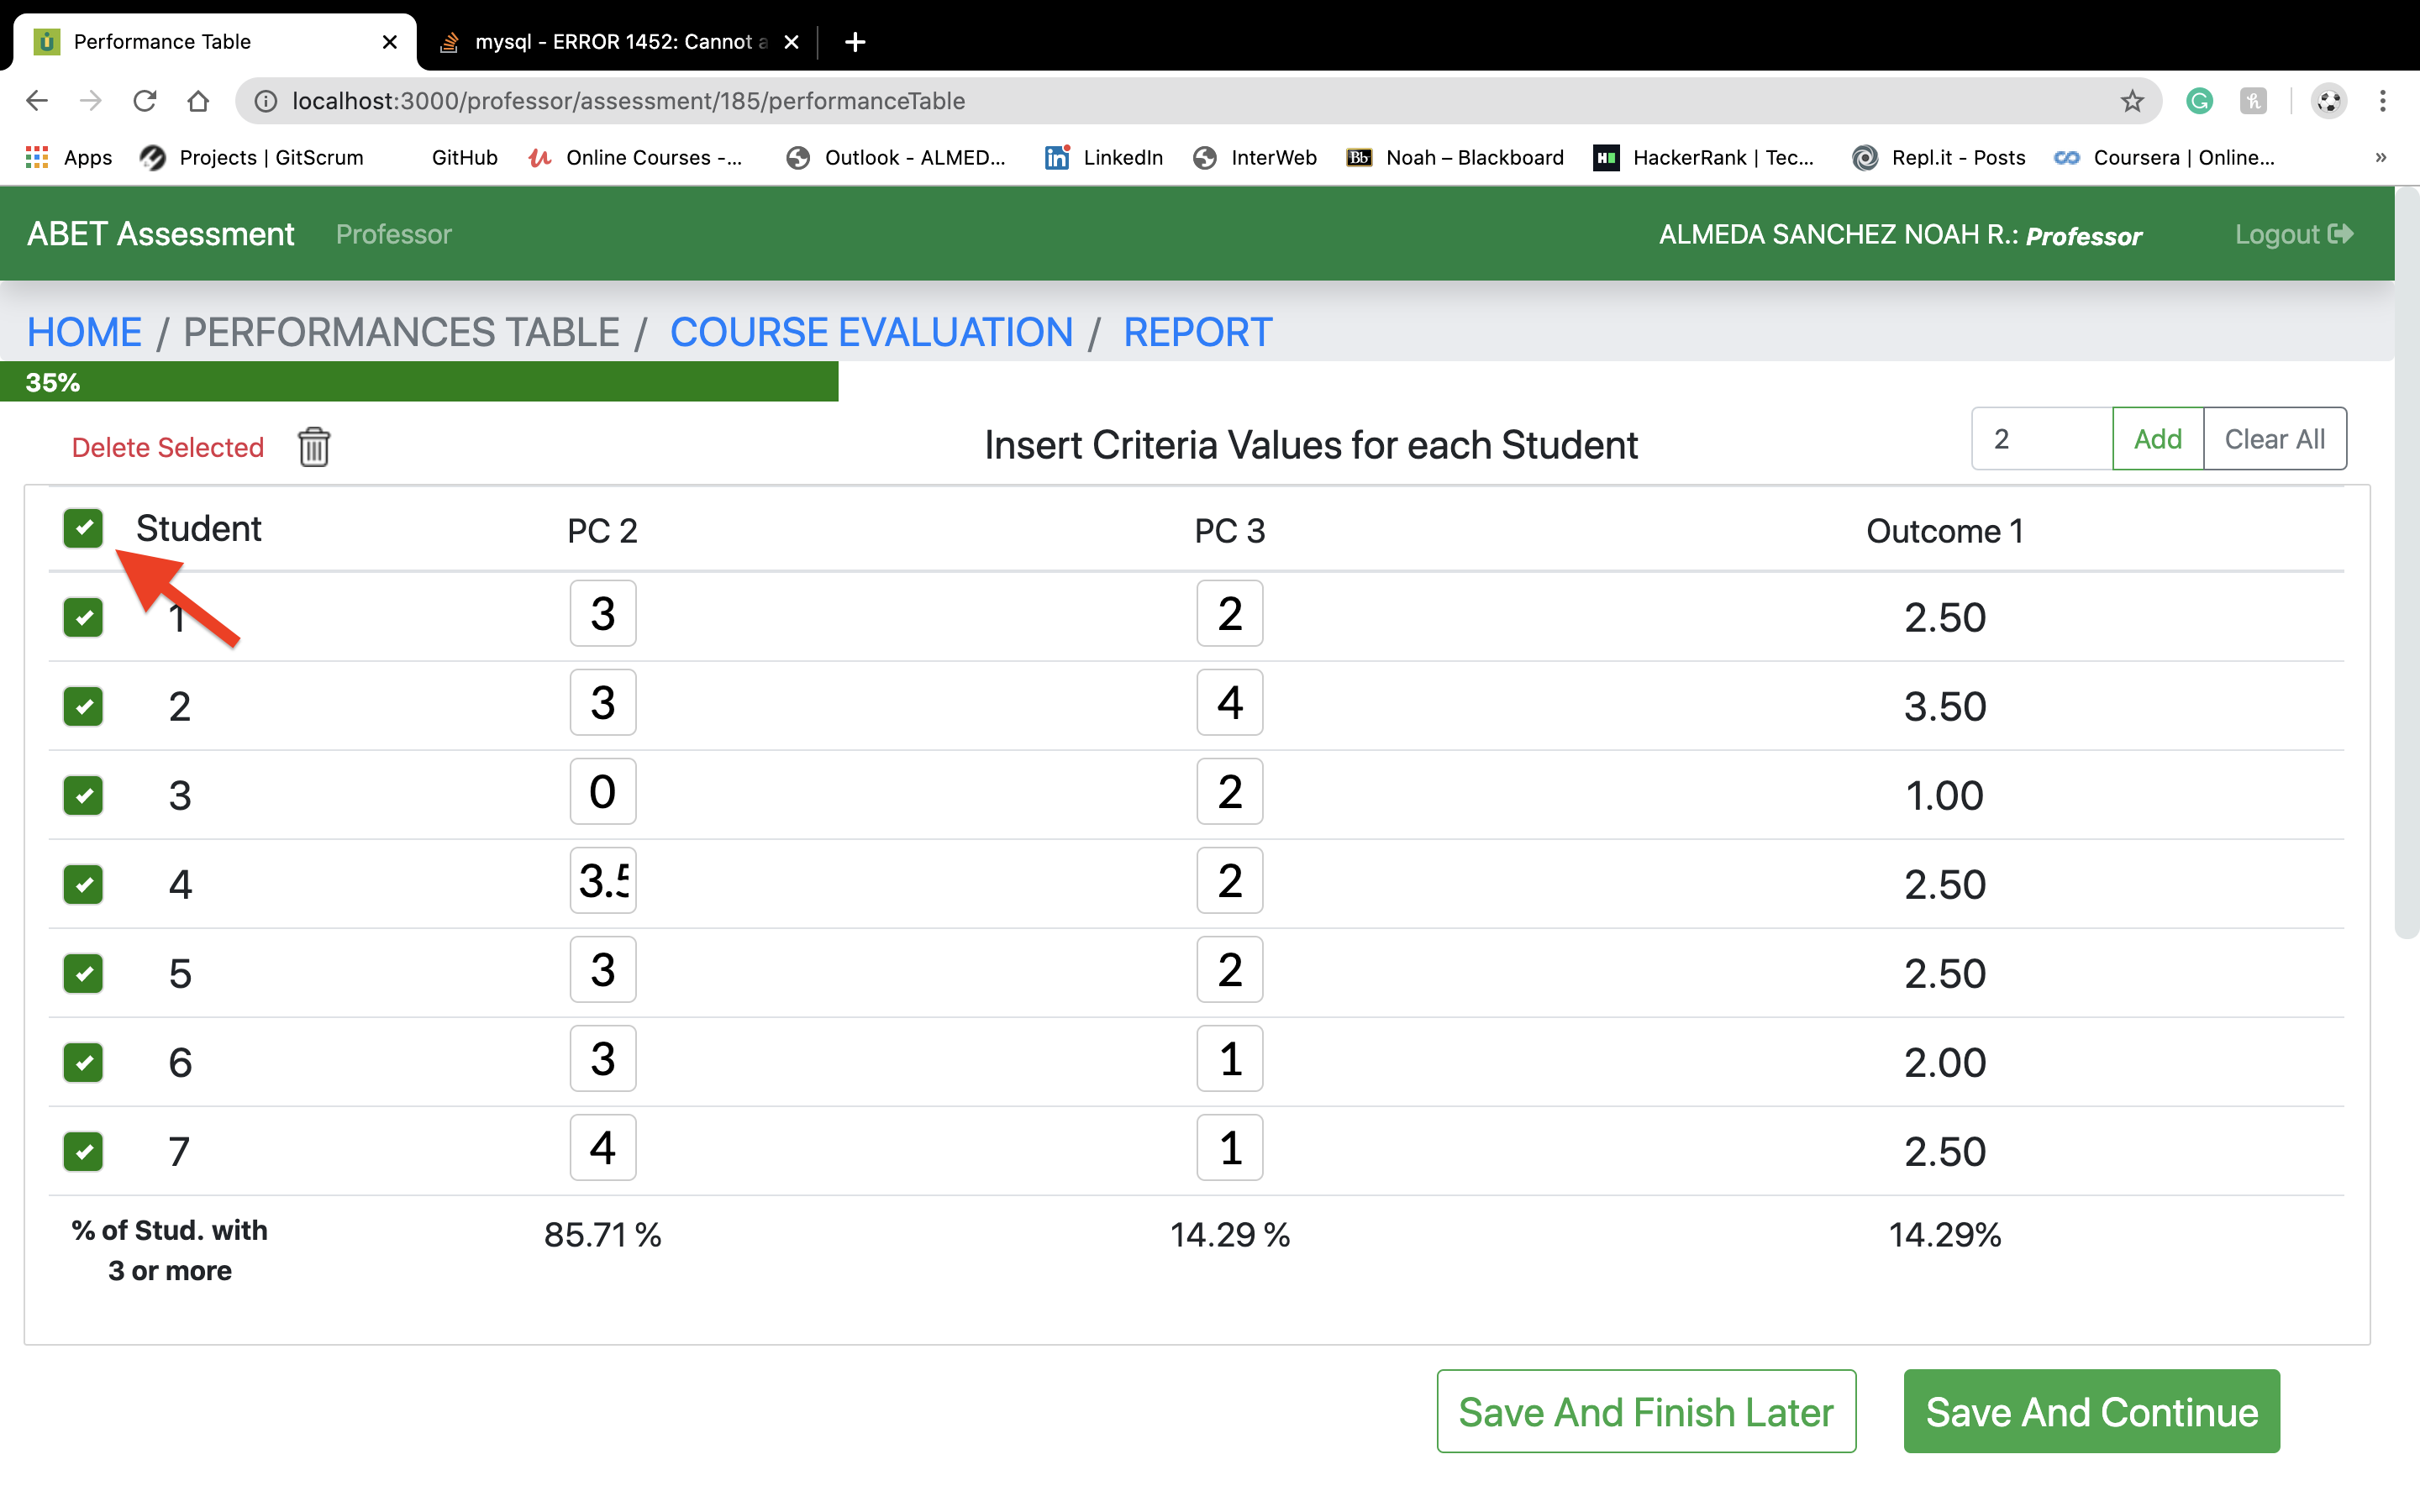 Performance Table
mysql - ERROR 1452: Cannot a
localhost:3000/professor/assessment/185/performanceTable
Apps Projects | GitScrum GitHub Online Courses -... Outlook - ALMED... LinkedIn InterWeb Bb Noah – Blackboard HackerRank | Tec... Repl.it - Posts Coursera | Online... »
ABET Assessment Professor ALMEDA SANCHEZ NOAH R.: Professor Logout
HOME / PERFORMANCES TABLE / COURSE EVALUATION / REPORT
35%
Delete Selected Insert Criteria Values for each Student 2 Add Clear All
Student PC 2 PC 3 Outcome 1
1 3 2 2.50
2 3 4 3.50
3 0 2 1.00
4 3.5 2 2.50
5 3 2 2.50
6 3 1 2.00
7 4 1 2.50
% of Stud. with 85.71 % 14.29 % 14.29%
3 or more
Save And Finish Later Save And Continue